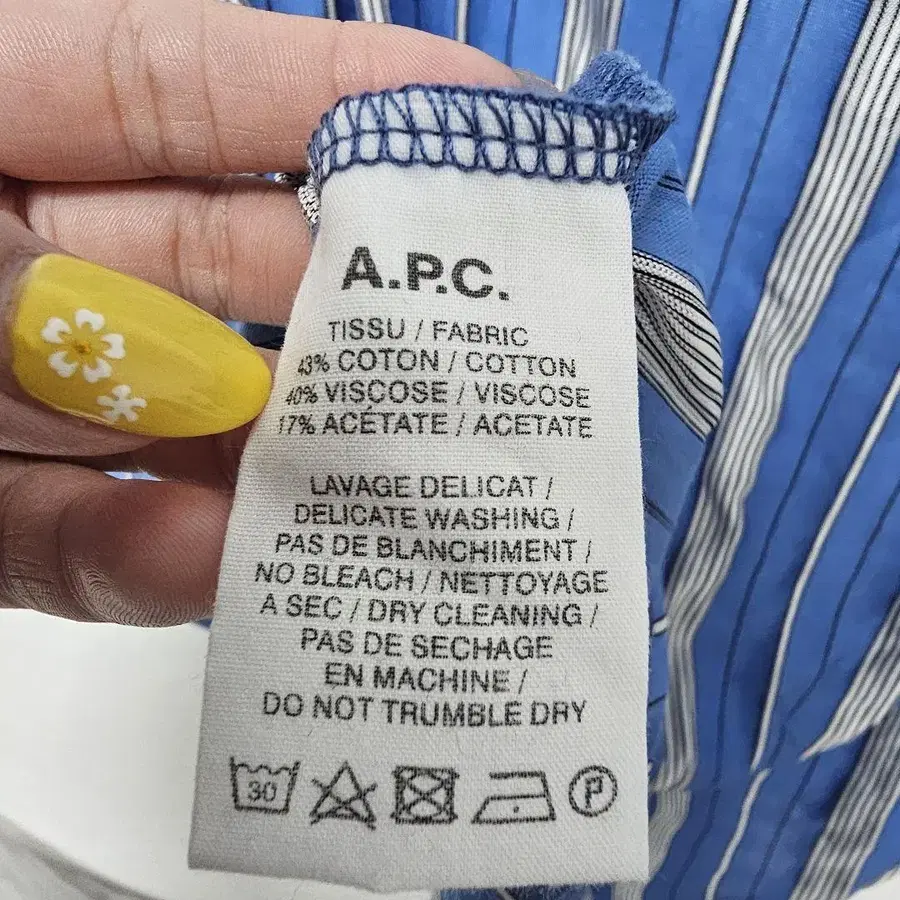 A.P.C.
TISSU / FABRIC
43% COTON / COTTON
40% VISCOSE / VISCOSE
17% ACÉTATE / ACETATE
LAVAGE DELICAT /
DELICATE WASHING /
PAS DE BLANCHIMENT /
NO BLEACH / NETTOYAGE
A SEC / DRY CLEANING /
PAS DE SECHAGE
EN MACHINE /
DO NOT TRUMBLE DRY
30 P